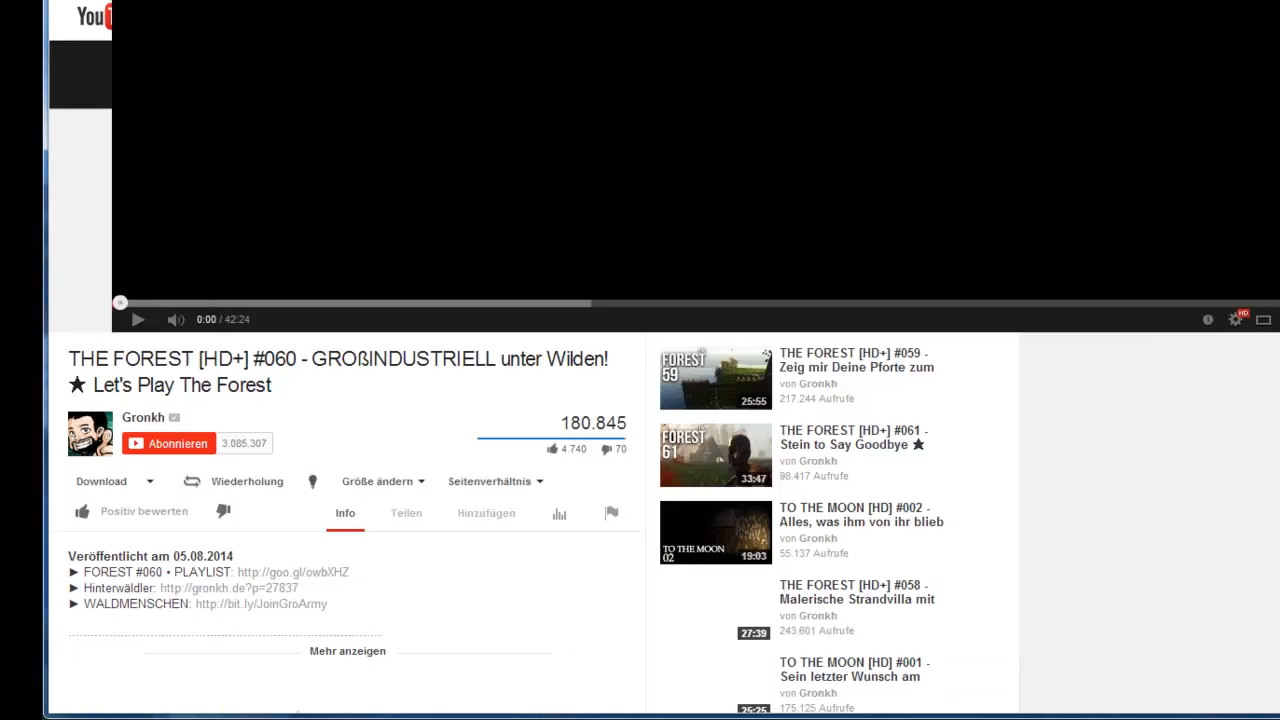 You
0:00 / 42:24
HD
THE FOREST [HD+] #060 - GROßINDUSTRIELL unter Wilden!
★ Let's Play The Forest
Gronkh
Abonnieren 3.085.307
180.845
4.740 70
Download Wiederholung Größe ändern Seitenverhältnis
Positiv bewerten Info Teilen Hinzufügen
Veröffentlicht am 05.08.2014
► FOREST #060 • PLAYLIST: http://goo.gl/owbXHZ
► Hinterwäldler: http://gronkh.de?p=27837
► WALDMENSCHEN: http://bit.ly/JoinGroArmy
Mehr anzeigen
FOREST
59
25:55
THE FOREST [HD+] #059 -
Zeig mir Deine Pforte zum
von Gronkh
217.244 Aufrufe
FOREST
61
33:47
THE FOREST [HD+] #061 -
Stein to Say Goodbye ★
von Gronkh
98.417 Aufrufe
TO THE MOON
02
19:03
TO THE MOON [HD] #002 -
Alles, was ihm von ihr blieb
von Gronkh
55.137 Aufrufe
27:39
THE FOREST [HD+] #058 -
Malerische Strandvilla mit
von Gronkh
243.601 Aufrufe
25:25
TO THE MOON [HD] #001 -
Sein letzter Wunsch am
von Gronkh
175.125 Aufrufe